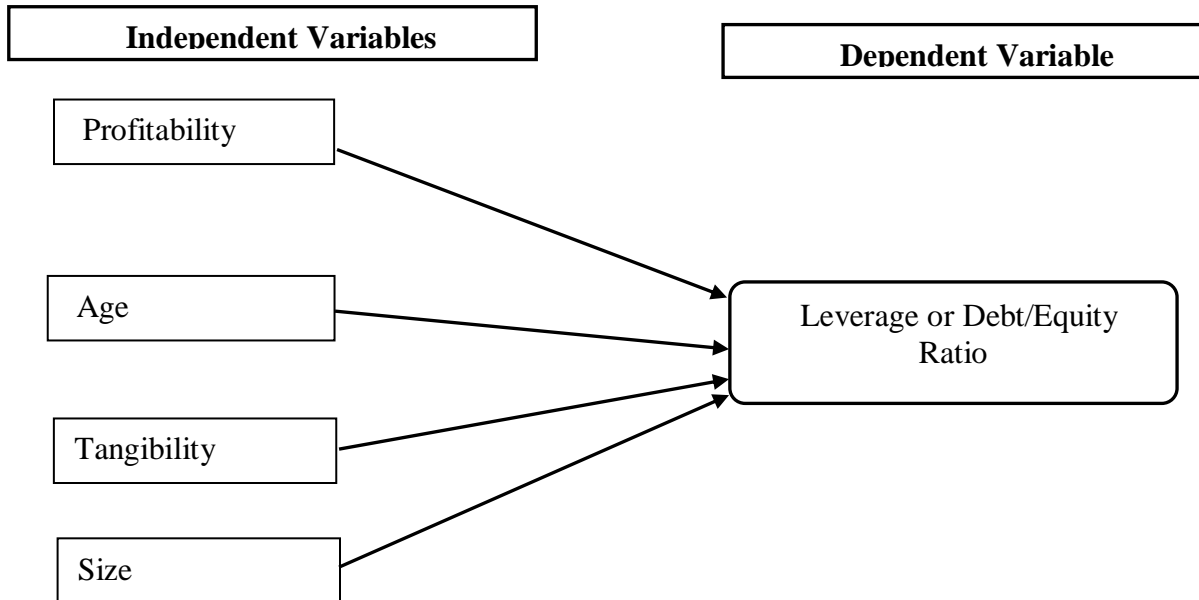 Independent Variables
Dependent Variable
Profitability
Age
Leverage or Debt/Equity
Ratio
Tangibility
Size